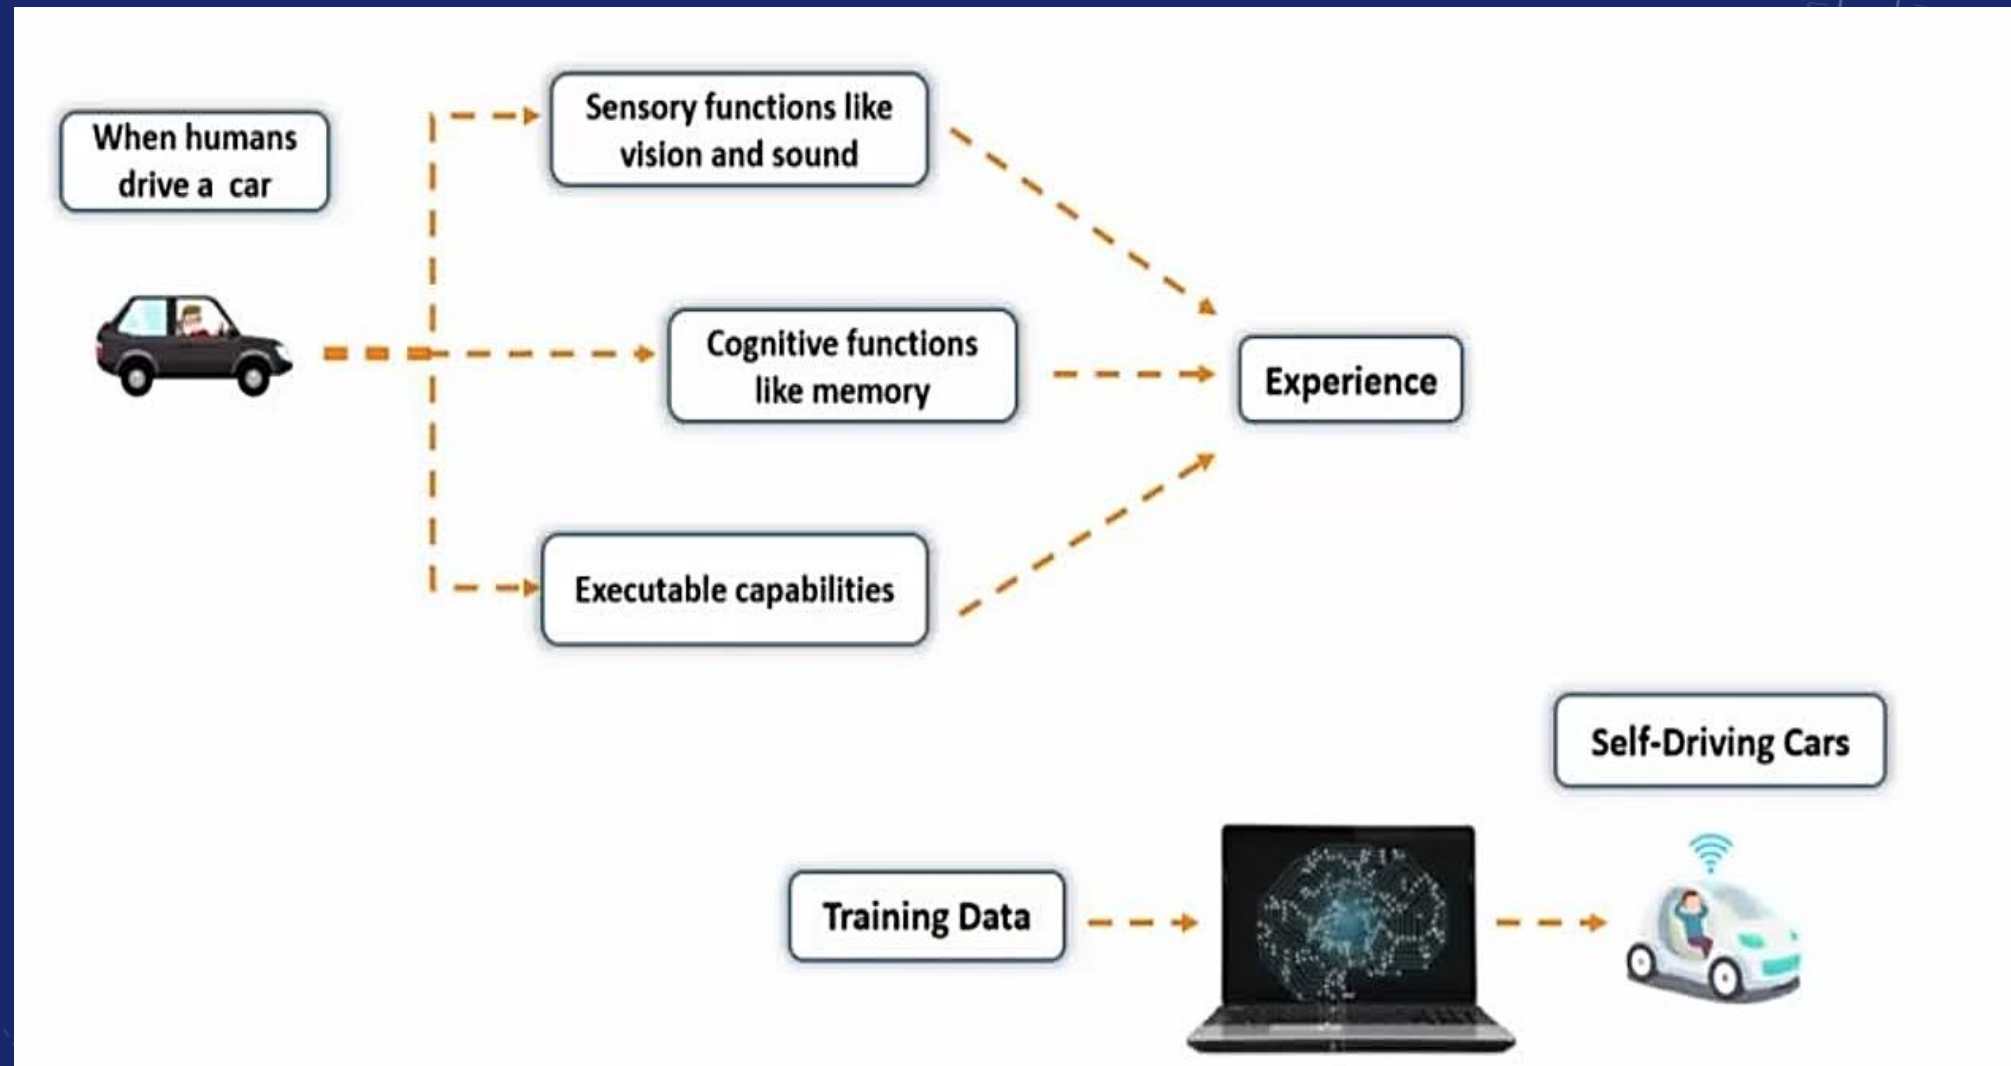 When humans
drive a car
Sensory functions like
vision and sound
Cognitive functions
like memory
Executable capabilities
Experience
Self-Driving Cars
Training Data